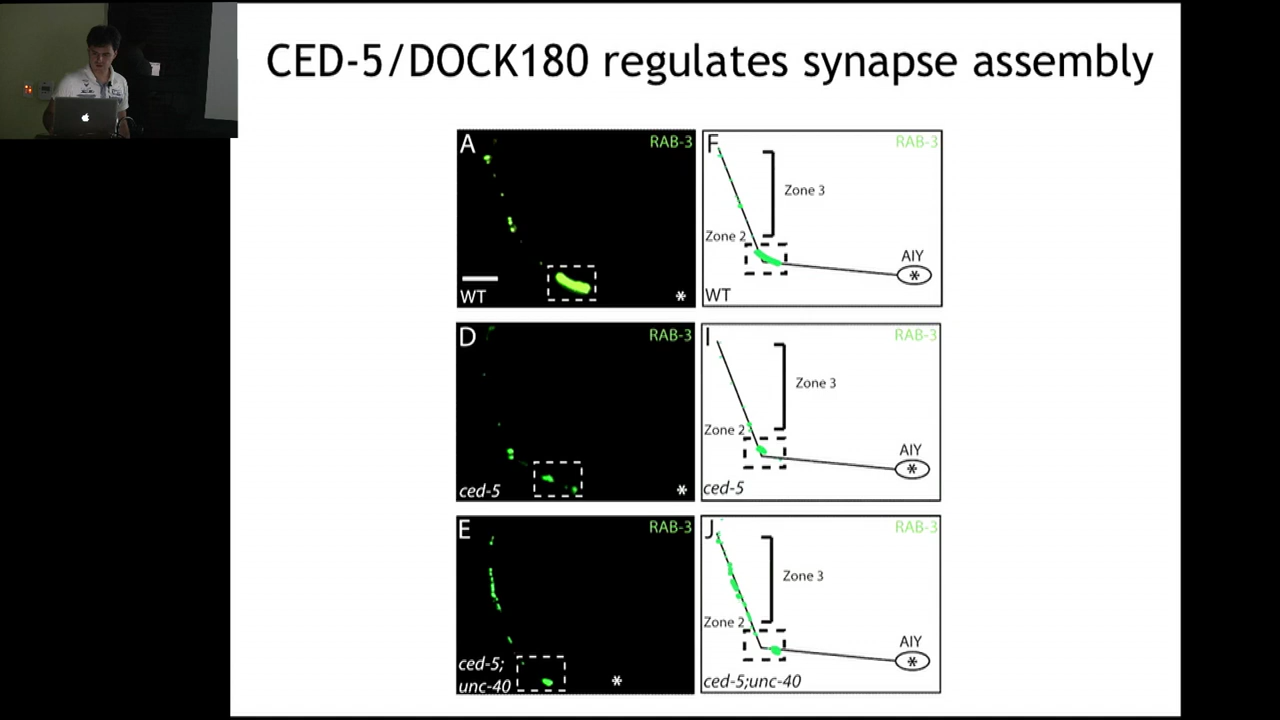 CED-5/DOCK180 regulates synapse assembly
A
RAB-3
WT
*
F
RAB-3
Zone 3
Zone 2
AIY
*
WT
D
RAB-3
ced-5
*
I
RAB-3
Zone 3
Zone 2
AIY
*
ced-5
E
RAB-3
ced-5;
unc-40
*
J
RAB-3
Zone 3
Zone 2
AIY
*
ced-5;unc-40